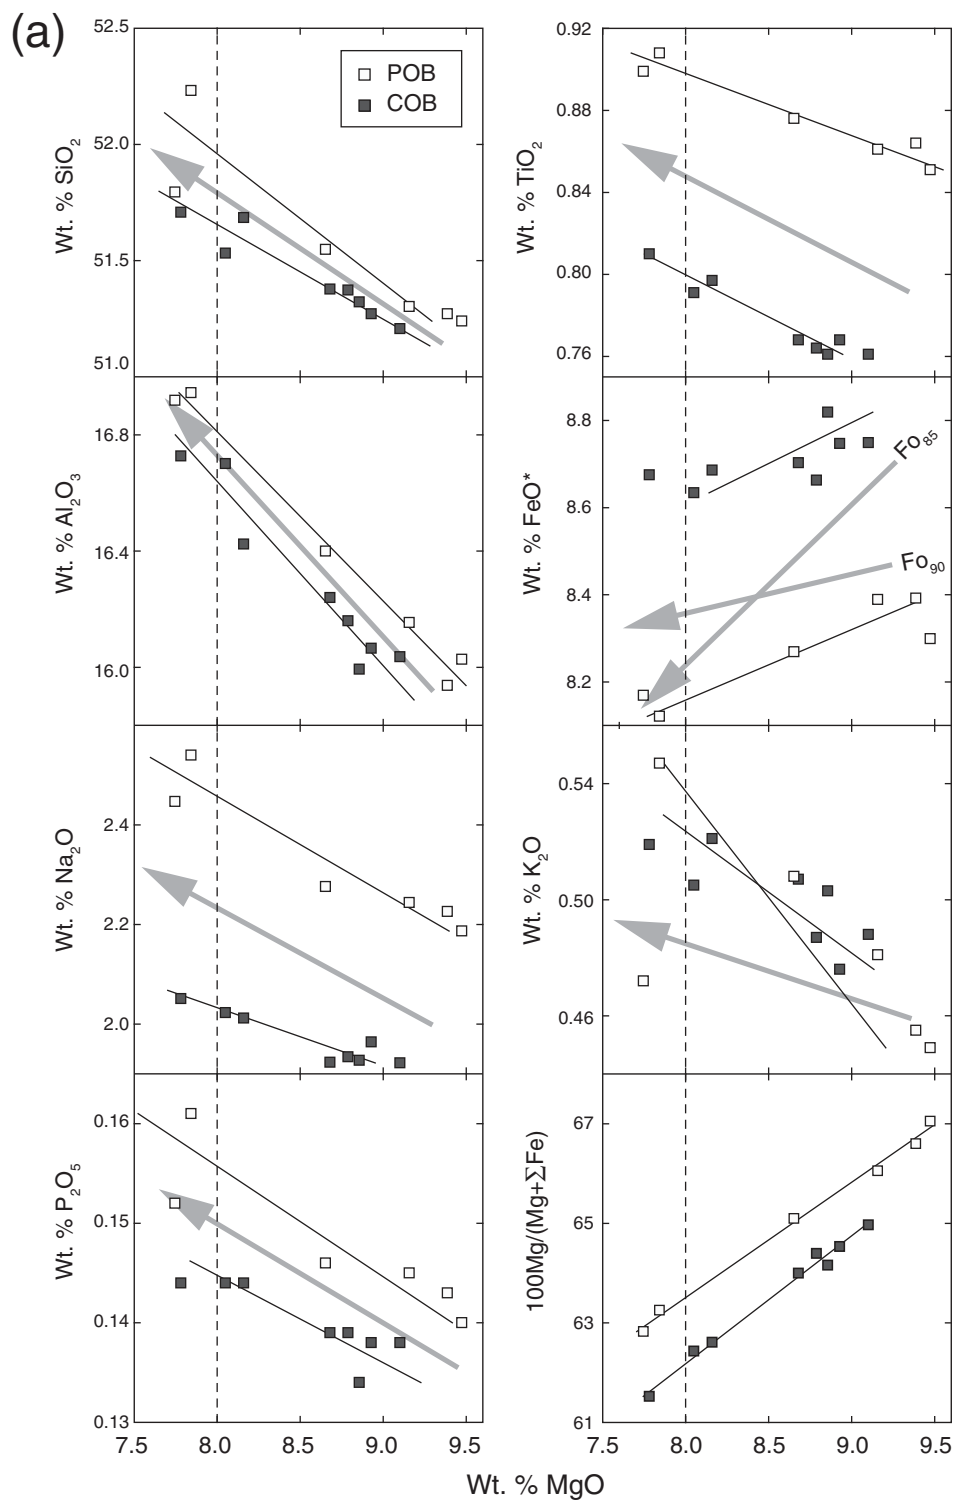 (a)
POB
COB
Wt. % SiO2
52.5
52.0
51.5
51.0
Wt. % TiO2
0.92
0.88
0.84
0.80
0.76
Wt. % Al2O3
16.8
16.4
16.0
Wt. % FeO*
8.8
8.6
8.4
8.2
Fo85
Fo90
Wt. % Na2O
2.4
2.2
2.0
Wt. % K2O
0.54
0.50
0.46
Wt. % P2O5
0.16
0.15
0.14
0.13
100Mg/(Mg+ΣFe)
67
65
63
61
7.5 8.0 8.5 9.0 9.5
7.5 8.0 8.5 9.0 9.5
Wt. % MgO